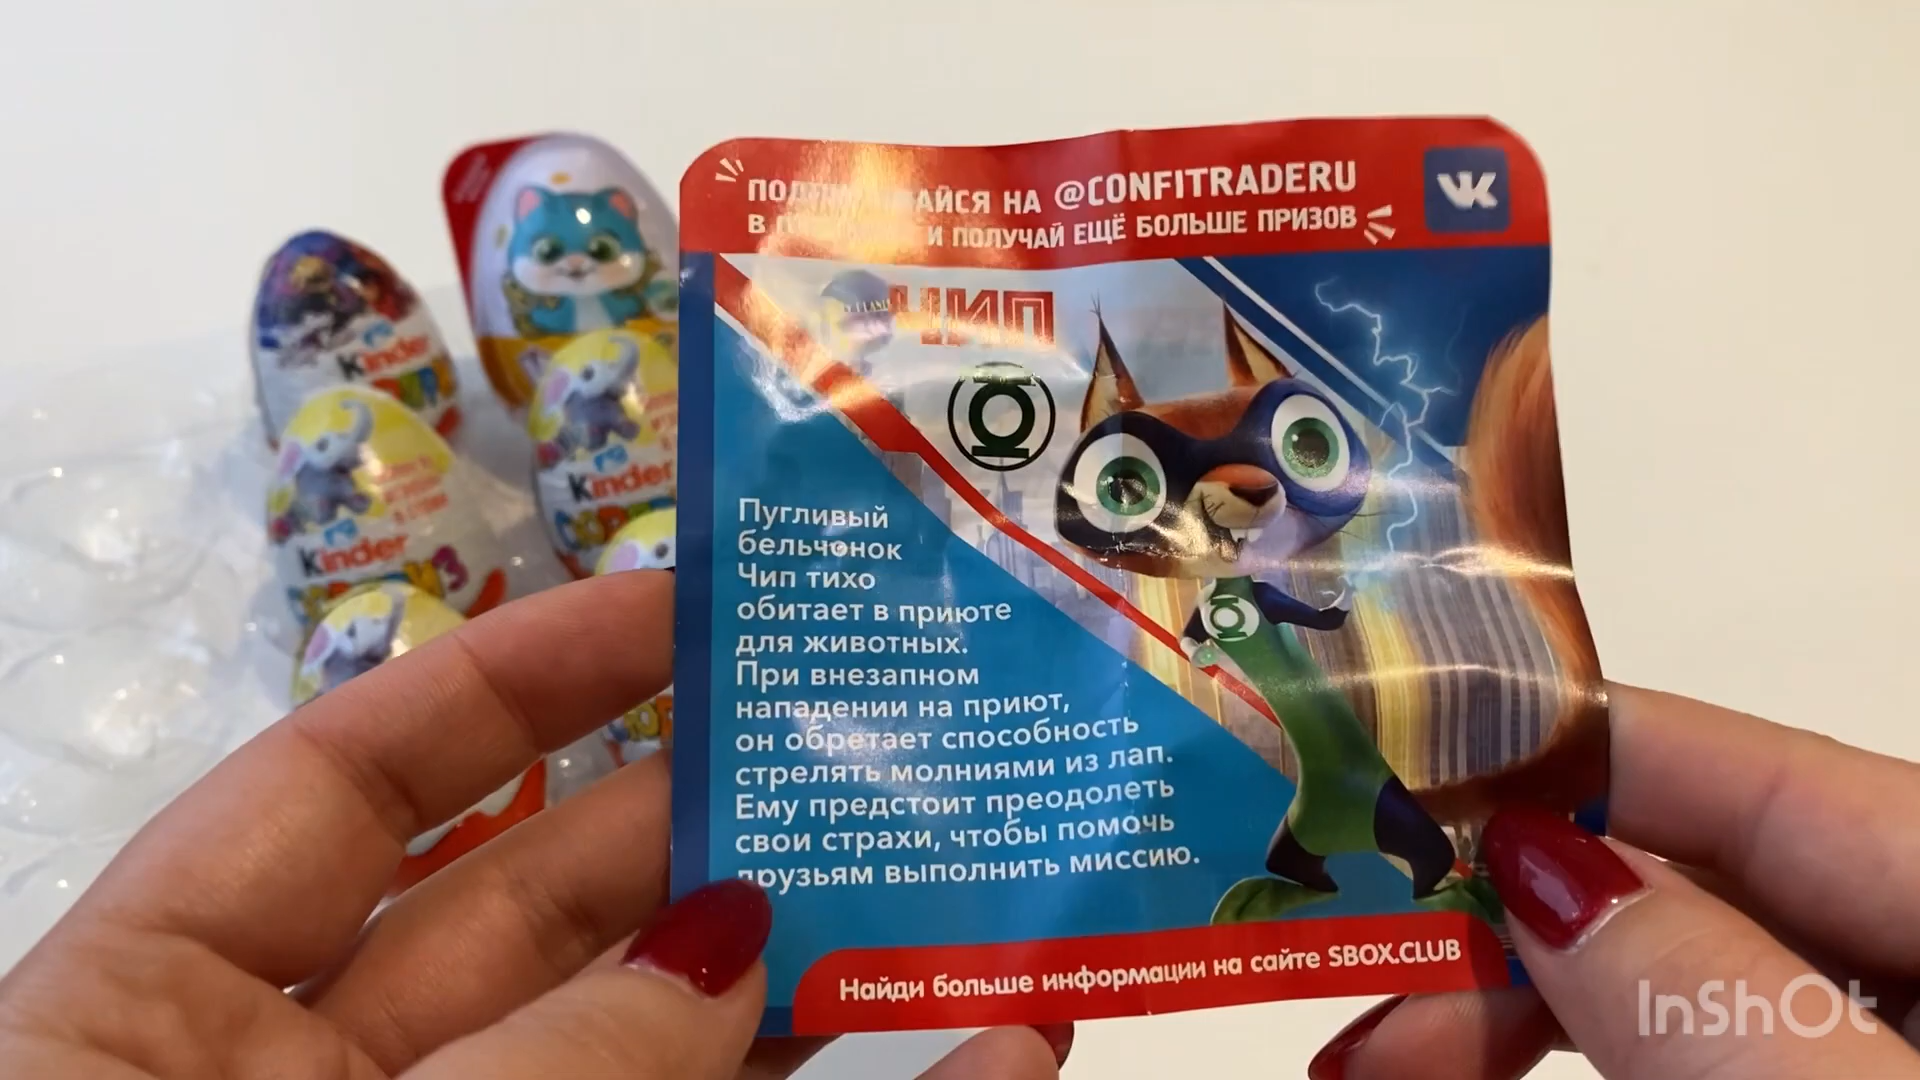 АЙСЯ НА @CONFITRADERU
В И ПОЛУЧАЙ ЕЩЁ БОЛЬШЕ ПРИЗОВ
ЧИП
Пугливый
бельчонок
Чип тихо
обитает в приюте
для животных.
При внезапном
нападении на приют,
он обретает способность
стрелять молниями из лап.
Ему предстоит преодолеть
свои страхи, чтобы помочь
друзьям выполнить миссию.
Найди больше информации на сайте SBOX.CLUB
Kinder
Kinder
Kinder
InShOt